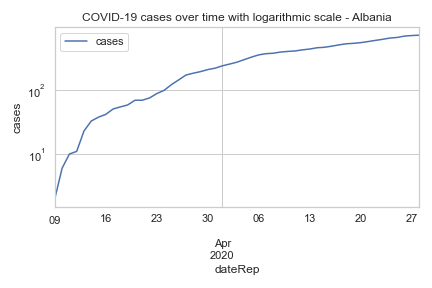 COVID-19 cases over time with logarithmic scale - Albania
cases
10²
10¹
cases
09 16 23 30 06 13 20 27
Apr
2020
dateRep